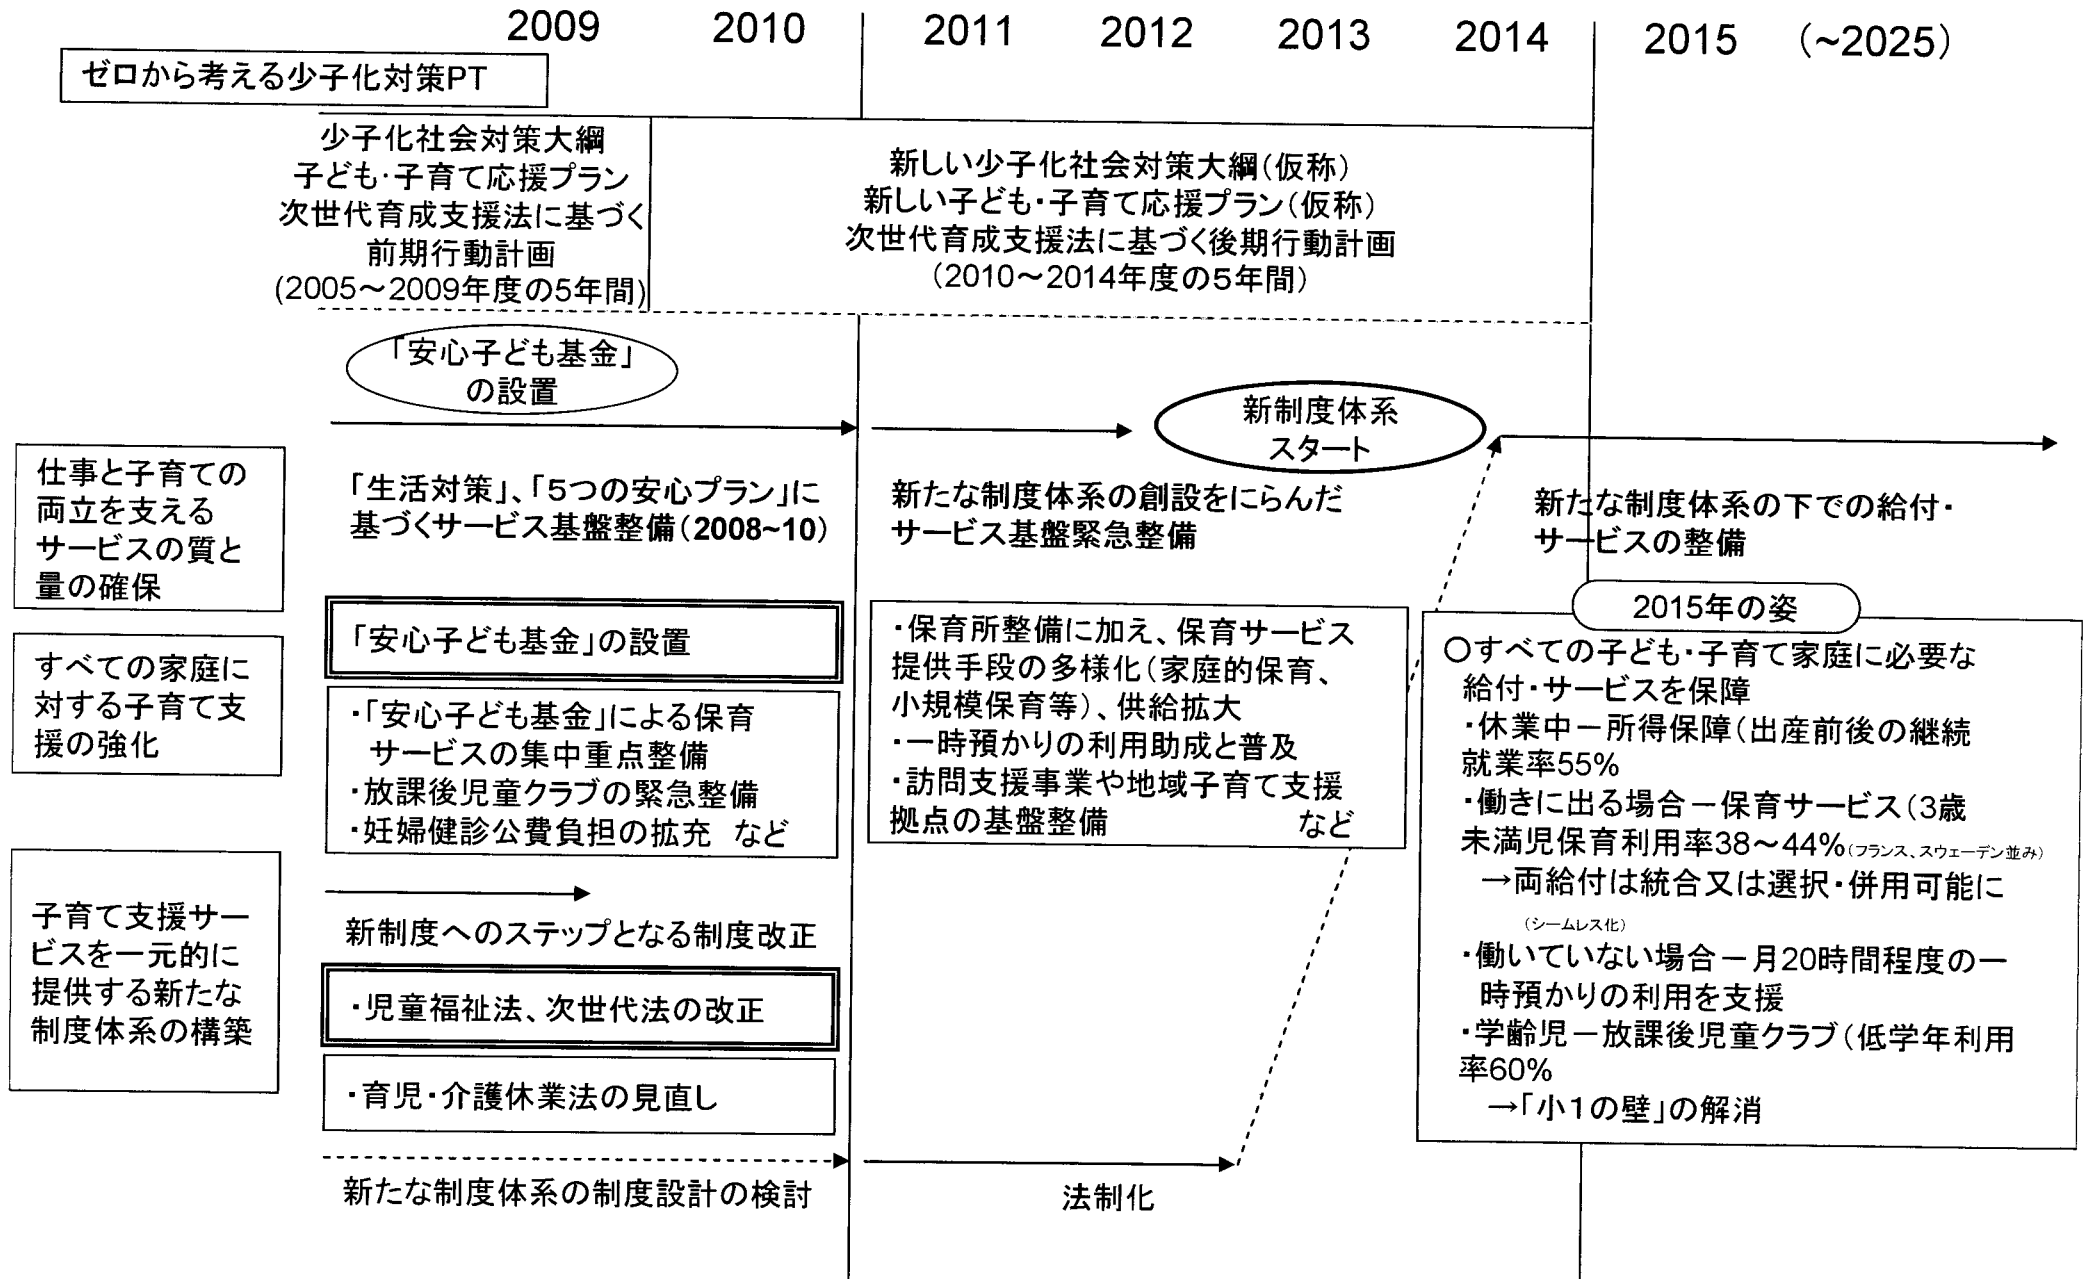 2009
2010
2011
2012
2013
2014
2015
(~2025)
ゼロから考える少子化対策PT
少子化社会対策大綱
子ども・子育て応援プラン
次世代育成支援法に基づく
前期行動計画
(2005～2009年度の5年間)
新しい少子化社会対策大綱(仮称)
新しい子ども・子育て応援プラン(仮称)
次世代育成支援法に基づく後期行動計画
(2010～2014年度の5年間)
「安心子ども基金」
の設置
新制度体系
スタート
仕事と子育ての
両立を支える
サービスの質と
量の確保
「生活対策」、「5つの安心プラン」に
基づくサービス基盤整備(2008~10)
新たな制度体系の創設をにらんだ
サービス基盤緊急整備
新たな制度体系の下での給付・
サービスの整備
すべての家庭に
対する子育て支
援の強化
「安心子ども基金」の設置
・「安心子ども基金」による保育
サービスの集中重点整備
・放課後児童クラブの緊急整備
・妊婦健診公費負担の拡充 など
・保育所整備に加え、保育サービス
提供手段の多様化(家庭的保育、
小規模保育等)、供給拡大
・一時預かりの利用助成と普及
・訪問支援事業や地域子育て支援
拠点の基盤整備 など
2015年の姿
○すべての子ども・子育て家庭に必要な
給付・サービスを保障
・休業中－所得保障(出産前後の継続
就業率55%
・働きに出る場合－保育サービス(3歳
未満児保育利用率38～44%(フランス、スウェーデン並み)
→両給付は統合又は選択・併用可能に
(シームレス化)
・働いていない場合－月20時間程度の一
時預かりの利用を支援
・学齢児－放課後児童クラブ(低学年利用
率60%
→「小1の壁」の解消
子育て支援サー
ビスを一元的に
提供する新たな
制度体系の構築
新制度へのステップとなる制度改正
・児童福祉法、次世代法の改正
・育児・介護休業法の見直し
新たな制度体系の制度設計の検討
法制化